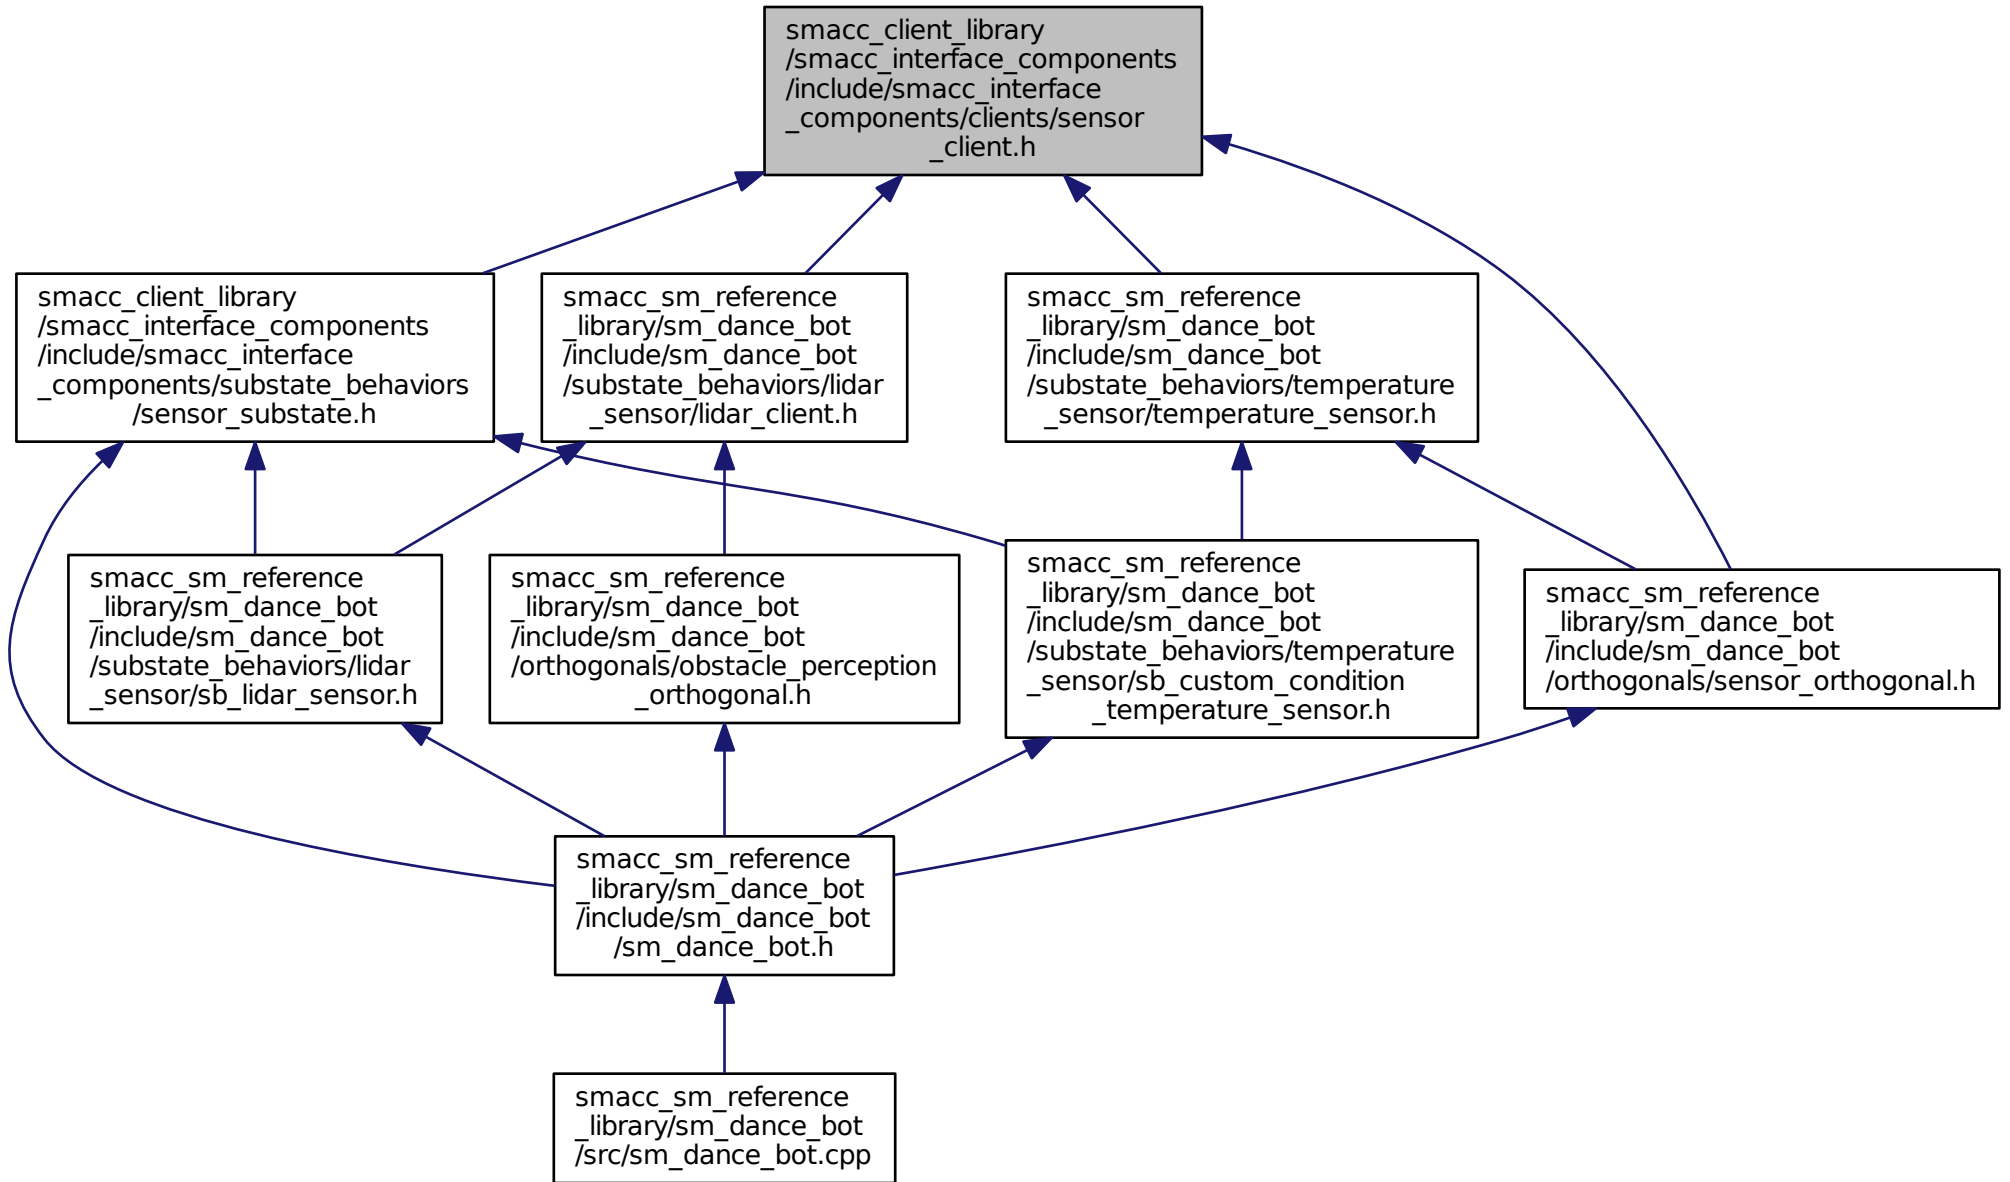 smacc_client_library
/smacc_interface_components
/include/smacc_interface
_components/clients/sensor
_client.h
smacc_client_library
/smacc_interface_components
/include/smacc_interface
_components/substate_behaviors
/sensor_substate.h
smacc_sm_reference
_library/sm_dance_bot
/include/sm_dance_bot
/substate_behaviors/lidar
_sensor/lidar_client.h
smacc_sm_reference
_library/sm_dance_bot
/include/sm_dance_bot
/substate_behaviors/temperature
_sensor/temperature_sensor.h
smacc_sm_reference
_library/sm_dance_bot
/include/sm_dance_bot
/substate_behaviors/lidar
_sensor/sb_lidar_sensor.h
smacc_sm_reference
_library/sm_dance_bot
/include/sm_dance_bot
/orthogonals/obstacle_perception
_orthogonal.h
smacc_sm_reference
_library/sm_dance_bot
/include/sm_dance_bot
/substate_behaviors/temperature
_sensor/sb_custom_condition
_temperature_sensor.h
smacc_sm_reference
_library/sm_dance_bot
/include/sm_dance_bot
/orthogonals/sensor_orthogonal.h
smacc_sm_reference
_library/sm_dance_bot
/include/sm_dance_bot
/sm_dance_bot.h
smacc_sm_reference
_library/sm_dance_bot
/src/sm_dance_bot.cpp